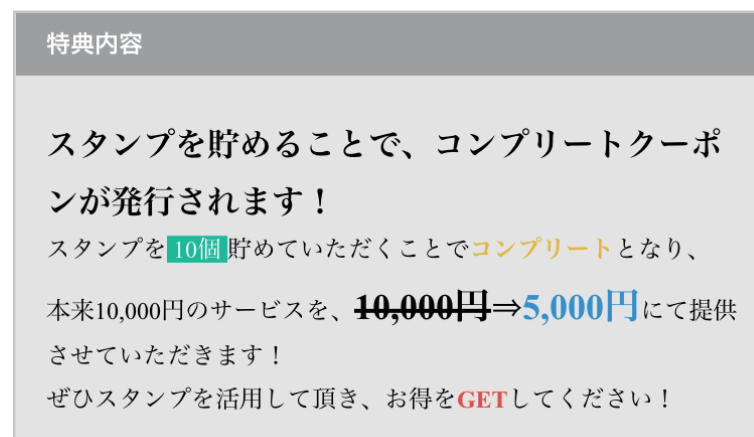 特典内容
スタンプを貯めることで、コンプリートクーポ
ンが発行されます！
スタンプを 10個 貯めていただくことでコンプリートとなり、
本来10,000円のサービスを、10,000円⇒5,000円にて提供
させていただきます！
ぜひスタンプを活用して頂き、お得をGETしてください！